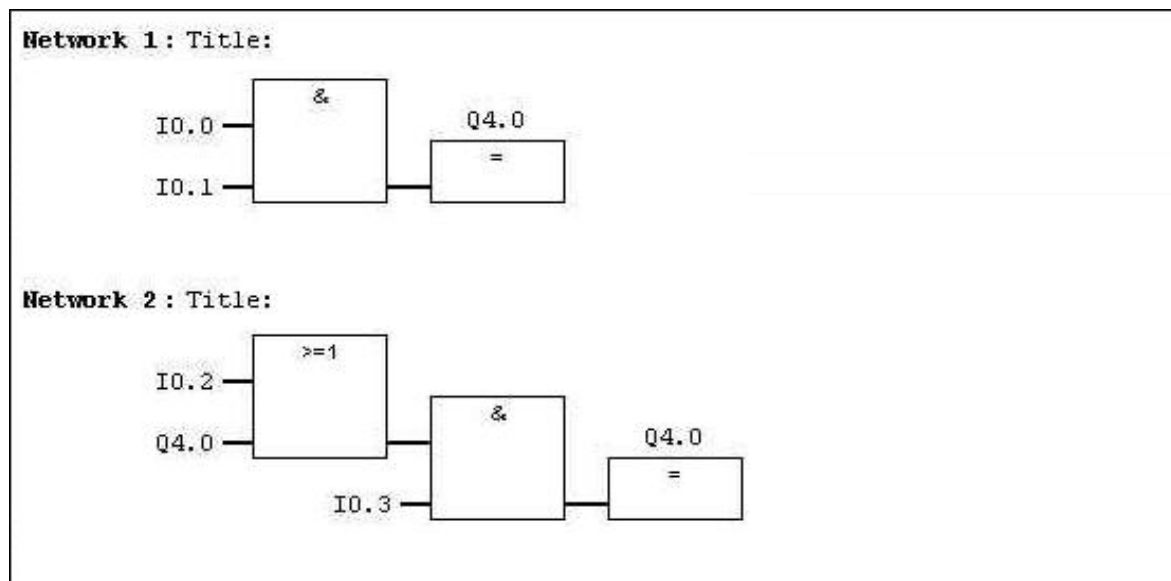 Network 1 : Title:
&
I0.0
Q4.0
=
I0.1
Network 2 : Title:
>=1
I0.2
&
Q4.0
Q4.0
=
I0.3